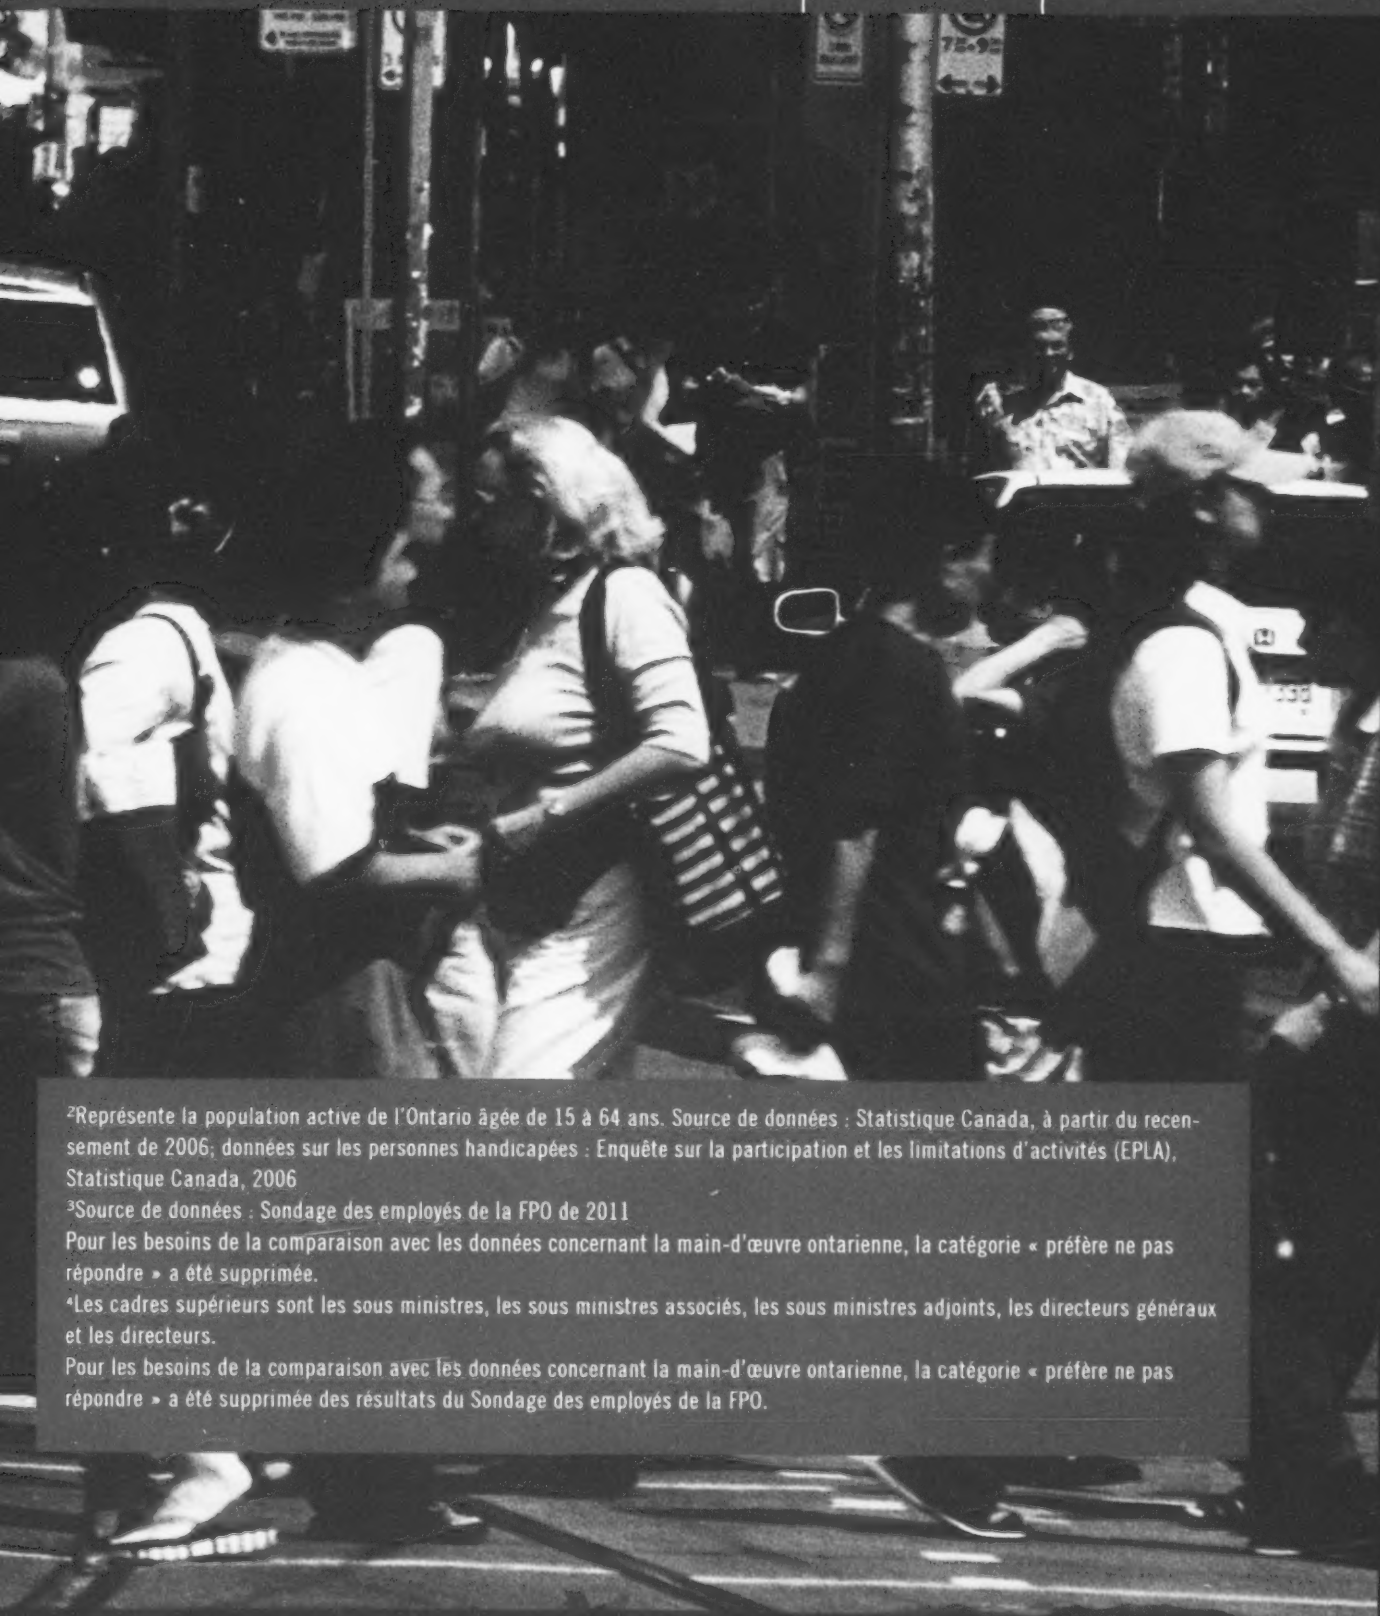 7:00-9:00
²Représente la population active de l'Ontario âgée de 15 à 64 ans. Source de données : Statistique Canada, à partir du recen-
sement de 2006; données sur les personnes handicapées : Enquête sur la participation et les limitations d'activités (EPLA),
Statistique Canada, 2006
³Source de données : Sondage des employés de la FPO de 2011
Pour les besoins de la comparaison avec les données concernant la main-d'œuvre ontarienne, la catégorie « préfère ne pas
répondre » a été supprimée.
⁴Les cadres supérieurs sont les sous ministres, les sous ministres associés, les sous ministres adjoints, les directeurs généraux
et les directeurs.
Pour les besoins de la comparaison avec les données concernant la main-d'œuvre ontarienne, la catégorie « préfère ne pas
répondre » a été supprimée des résultats du Sondage des employés de la FPO.